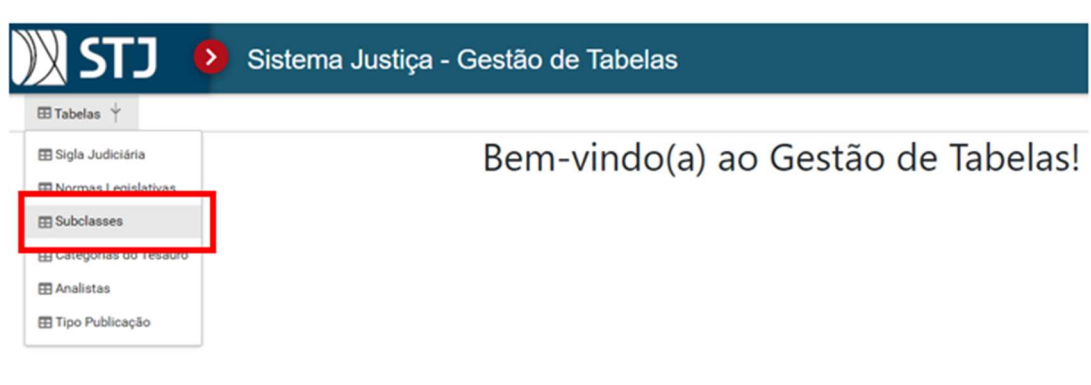 STJ
Sistema Justiça - Gestão de Tabelas
Tabelas
Bem-vindo(a) ao Gestão de Tabelas!
Sigla Judiciária
Normas Legislativas
Subclasses
Categorias do Tesauro
Analistas
Tipo Publicação